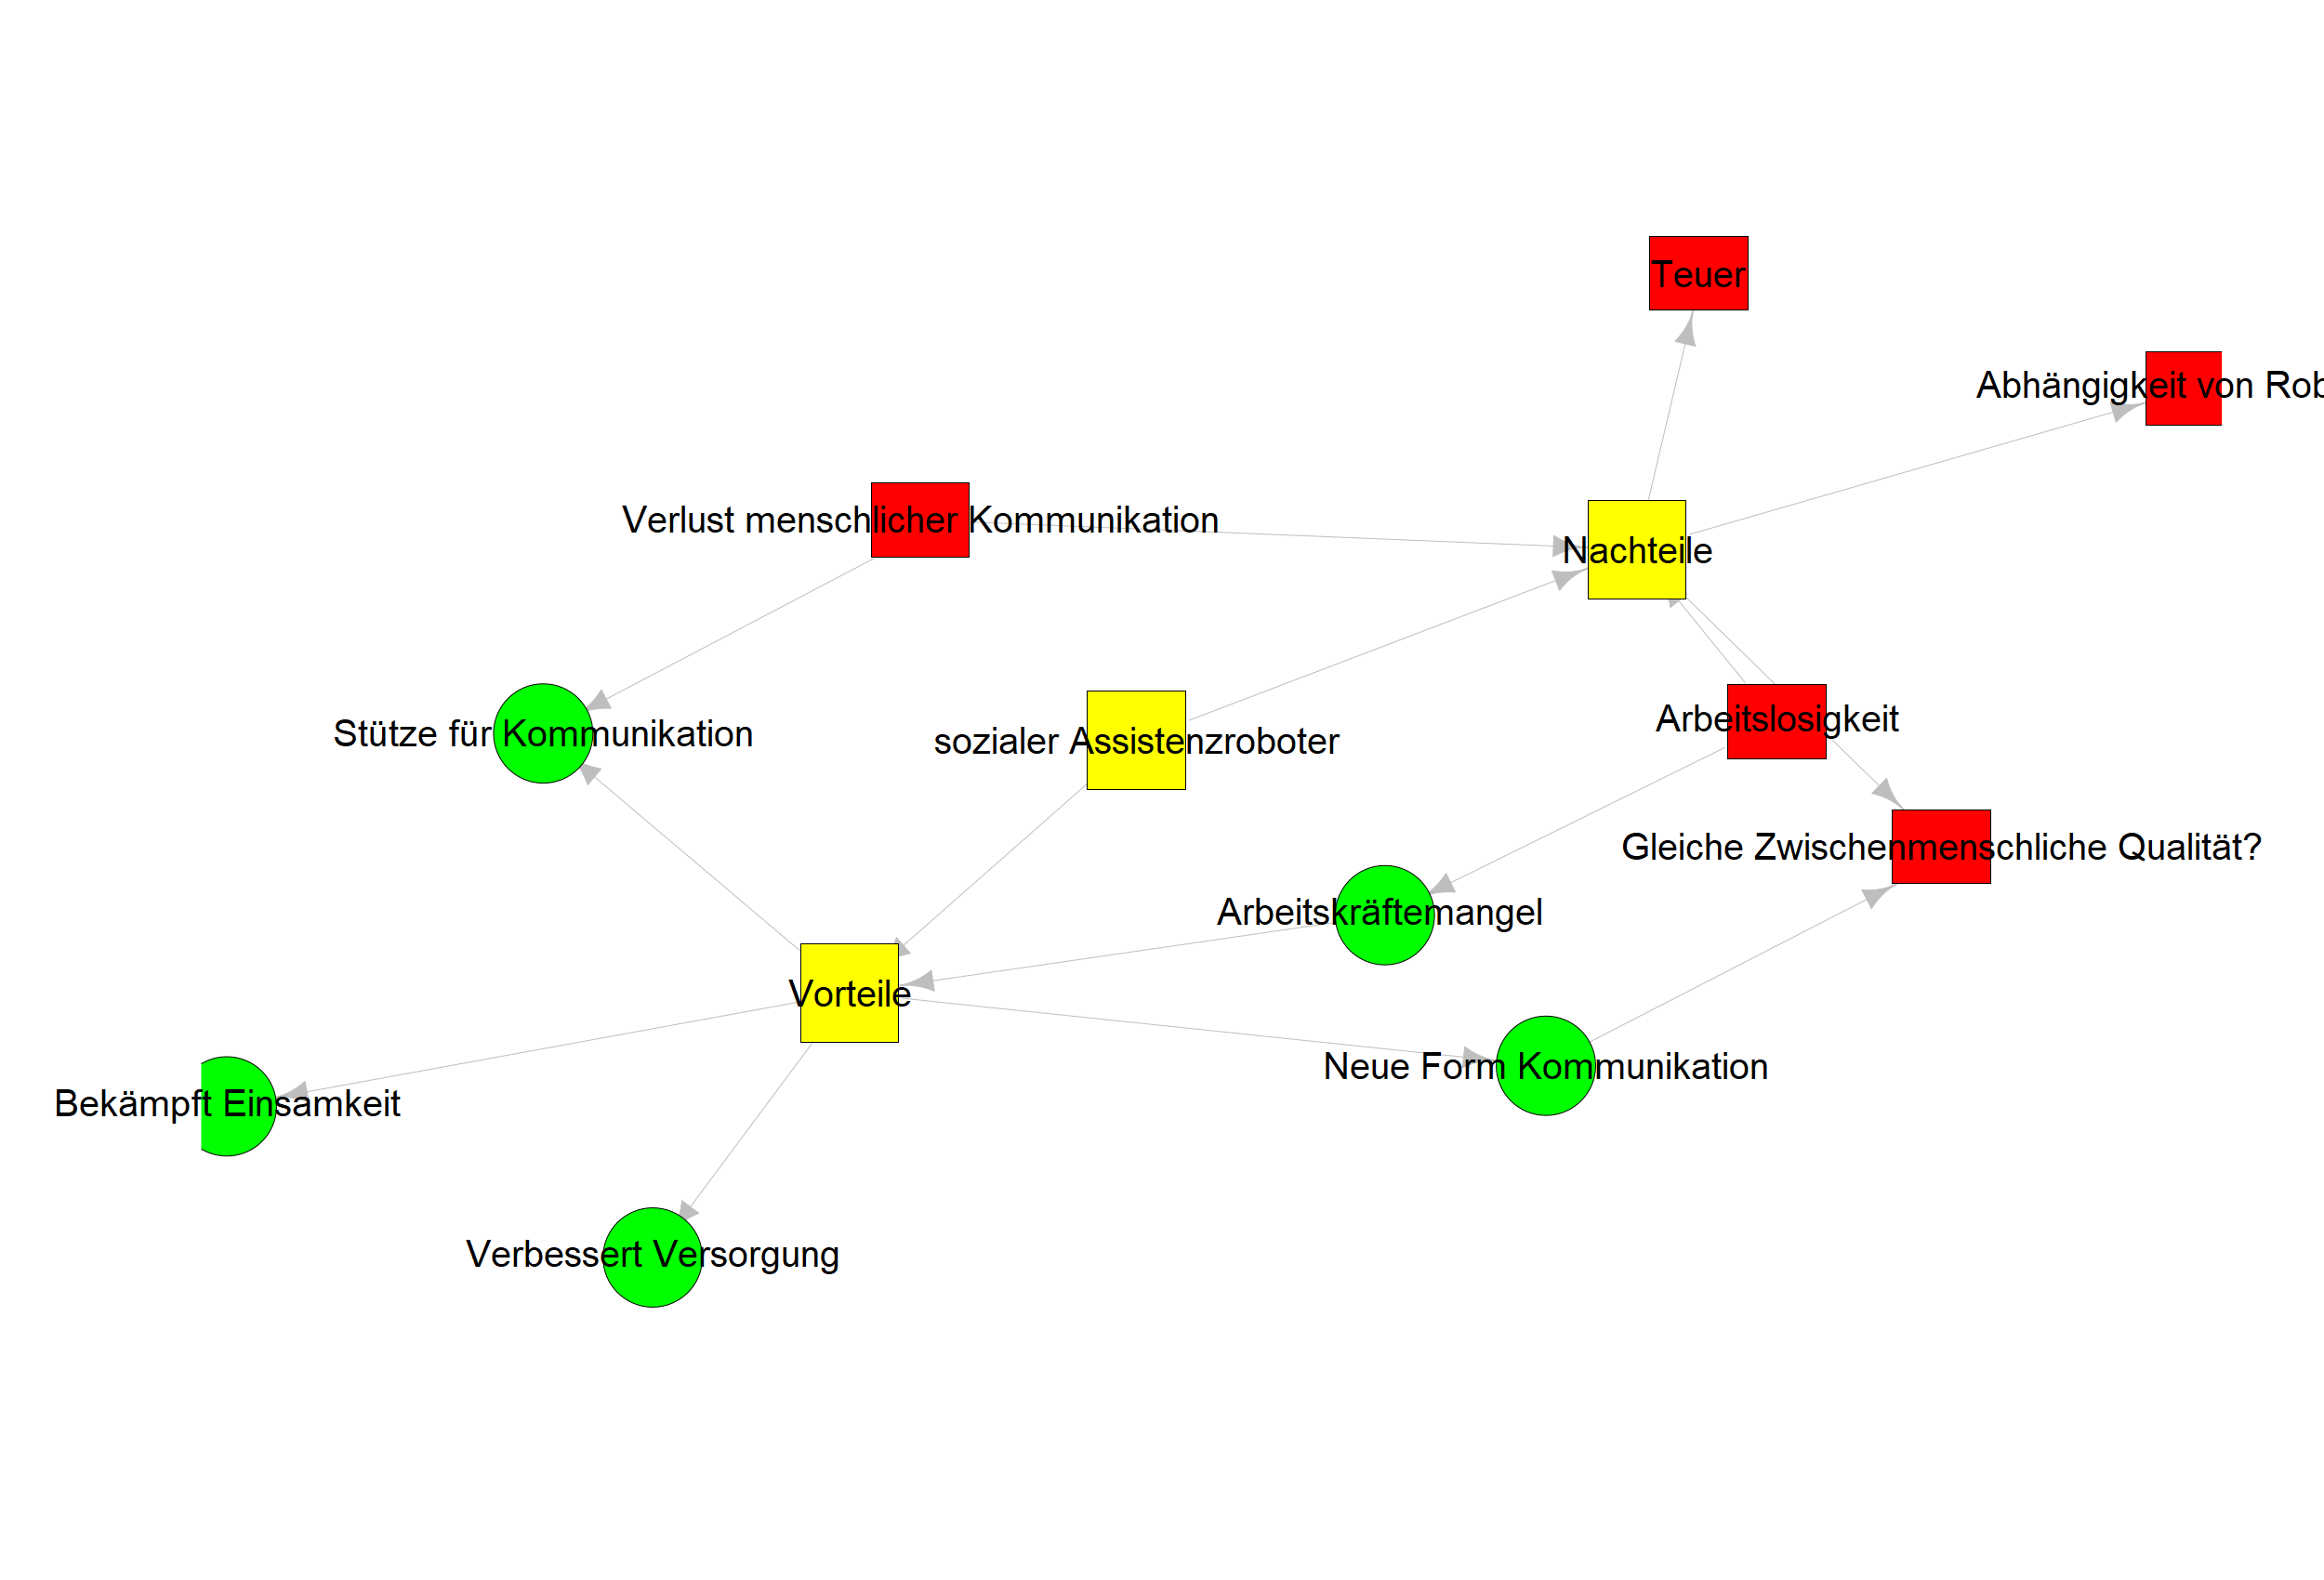 Teuer
Abhängigkeit von Rob
Verlust menschlicher Kommunikation
Nachteile
Stütze für Kommunikation
sozialer Assistenzroboter
Arbeitslosigkeit
Gleiche Zwischenmenschliche Qualität?
Arbeitskräftemangel
Vorteile
Neue Form Kommunikation
Bekämpft Einsamkeit
Verbessert Versorgung